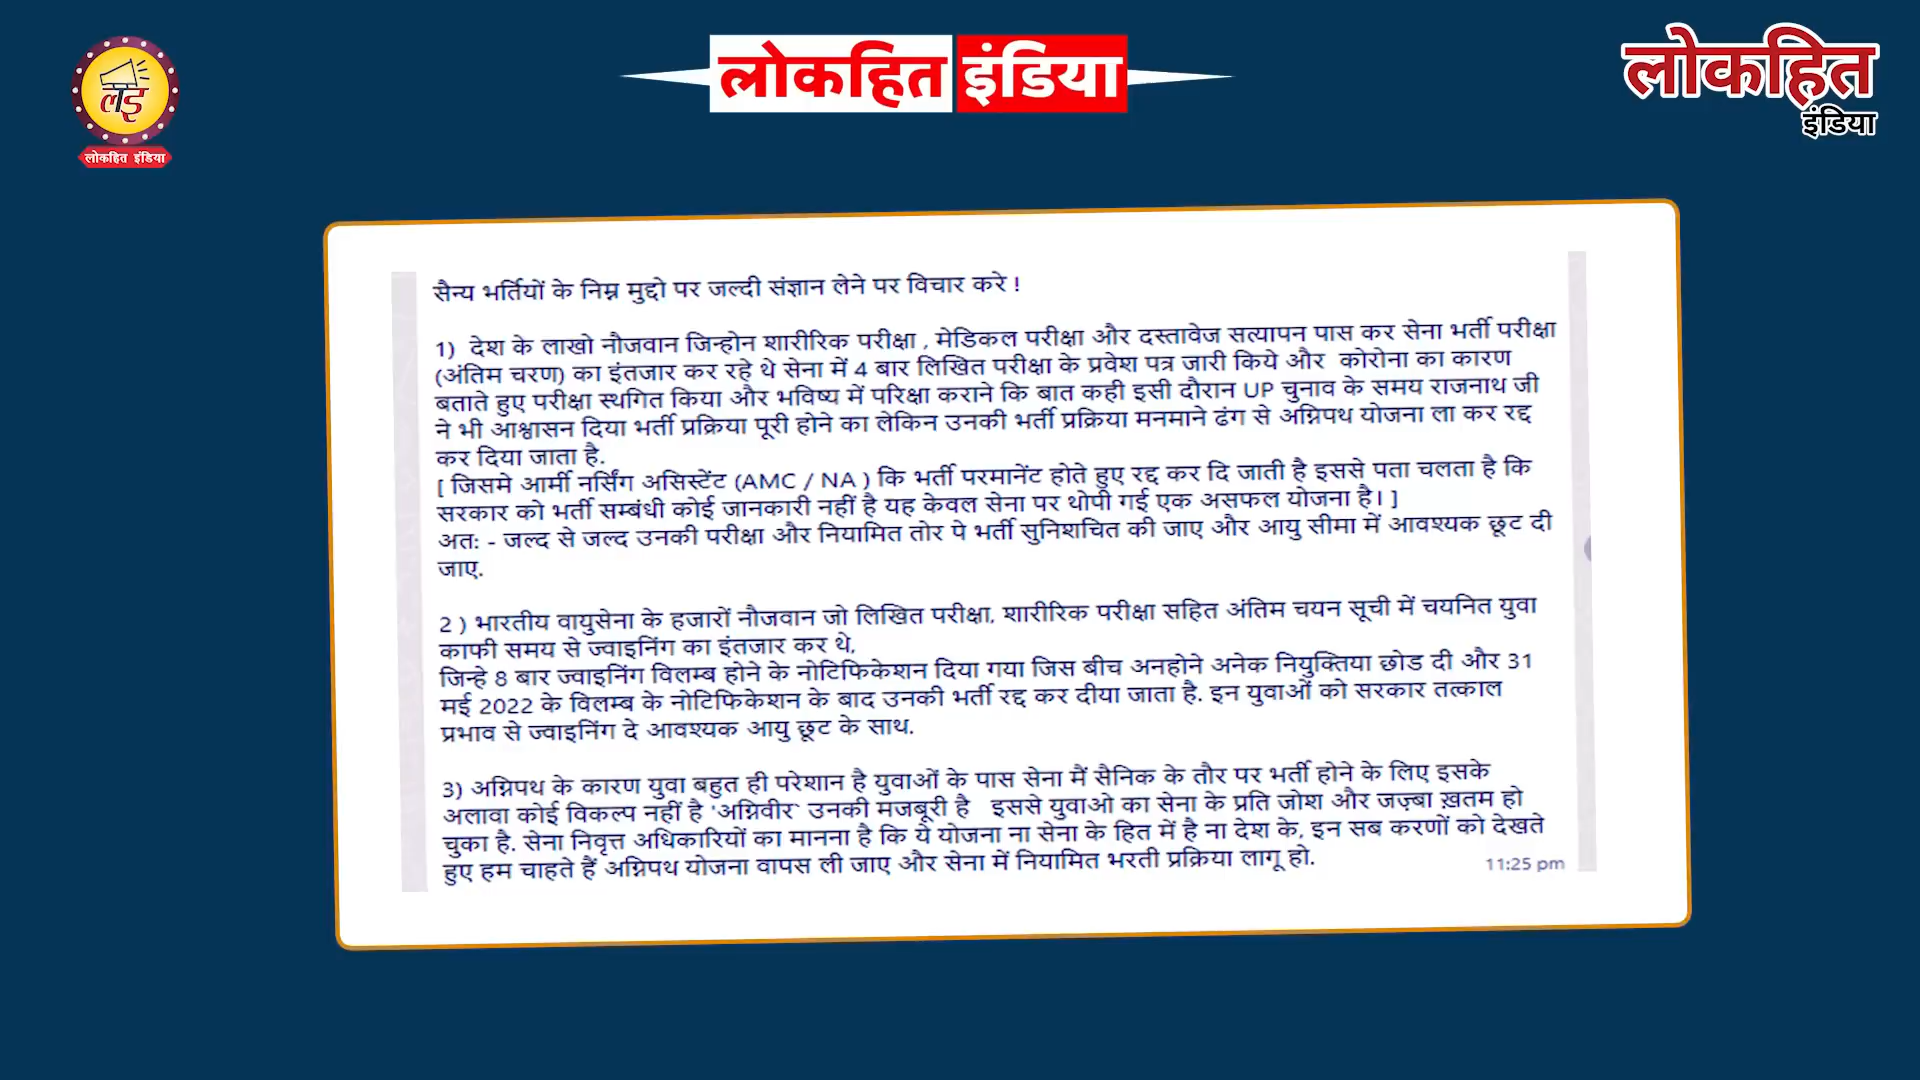 लइ
लोकहित इंडिया
लोकहित इंडिया
लोकहित
इंडिया
सैन्य भर्तियों के निम्न मुद्दो पर जल्दी संज्ञान लेने पर विचार करे !
1) देश के लाखो नौजवान जिन्होन शारीरिक परीक्षा , मेडिकल परीक्षा और दस्तावेज सत्यापन पास कर सेना भर्ती परीक्षा
(अंतिम चरण) का इंतजार कर रहे थे सेना में 4 बार लिखित परीक्षा के प्रवेश पत्र जारी किये और कोरोना का कारण
बताते हुए परीक्षा स्थगित किया और भविष्य में परिक्षा कराने कि बात कही इसी दौरान UP चुनाव के समय राजनाथ जी
ने भी आश्वासन दिया भर्ती प्रक्रिया पूरी होने का लेकिन उनकी भर्ती प्रक्रिया मनमाने ढंग से अग्निपथ योजना ला कर रद्द
कर दिया जाता है.
[ जिसमे आर्मी नर्सिंग असिस्टेंट (AMC / NA ) कि भर्ती परमानेंट होते हुए रद्द कर दि जाती है इससे पता चलता है कि
सरकार को भर्ती सम्बंधी कोई जानकारी नहीं है यह केवल सेना पर थोपी गई एक असफल योजना है। ]
अत: - जल्द से जल्द उनकी परीक्षा और नियामित तोर पे भर्ती सुनिशचित की जाए और आयु सीमा में आवश्यक छूट दी
जाए.
2 ) भारतीय वायुसेना के हजारों नौजवान जो लिखित परीक्षा, शारीरिक परीक्षा सहित अंतिम चयन सूची में चयनित युवा
काफी समय से ज्वाइनिंग का इंतजार कर थे,
जिन्हे 8 बार ज्वाइनिंग विलम्ब होने के नोटिफिकेशन दिया गया जिस बीच अनहोने अनेक नियुक्तिया छोड दी और 31
मई 2022 के विलम्ब के नोटिफिकेशन के बाद उनकी भर्ती रद्द कर दीया जाता है. इन युवाओं को सरकार तत्काल
प्रभाव से ज्वाइनिंग दे आवश्यक आयु छूट के साथ.
3) अग्निपथ के कारण युवा बहुत ही परेशान है युवाओं के पास सेना मैं सैनिक के तौर पर भर्ती होने के लिए इसके
अलावा कोई विकल्प नहीं है 'अग्निवीर` उनकी मजबूरी है इससे युवाओ का सेना के प्रति जोश और जज़्बा ख़तम हो
चुका है. सेना निवृत्त अधिकारियों का मानना है कि ये योजना ना सेना के हित में है ना देश के, इन सब करणों को देखते
हुए हम चाहते हैं अग्निपथ योजना वापस ली जाए और सेना में नियामित भरती प्रक्रिया लागू हो.
11:25 pm